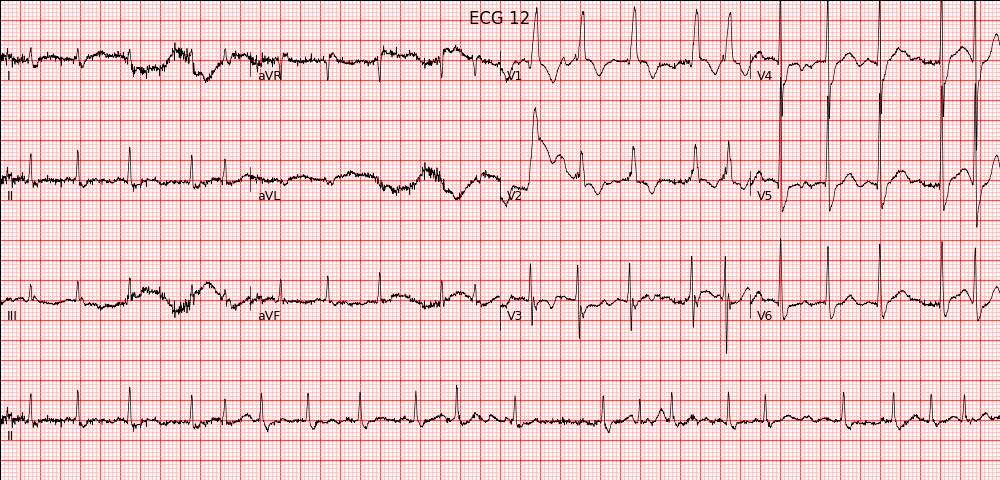 ECG 12
I aVR V1 V4
II aVL V2 V5
III aVF V3 V6
II